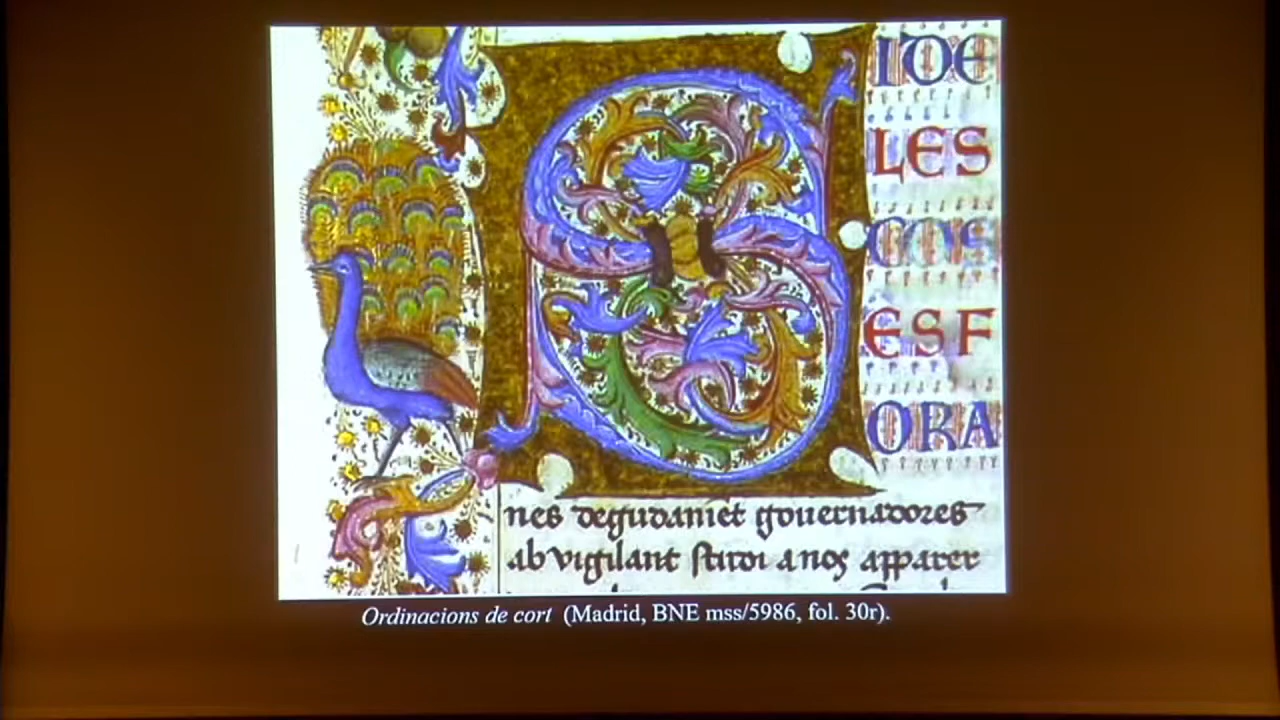 S
IDE
LES
COS
ESF
ORA
nes degudament gouernadores
ab vigilant studi a nos apparer
Ordinacions de cort (Madrid, BNE mss/5986, fol. 30r).